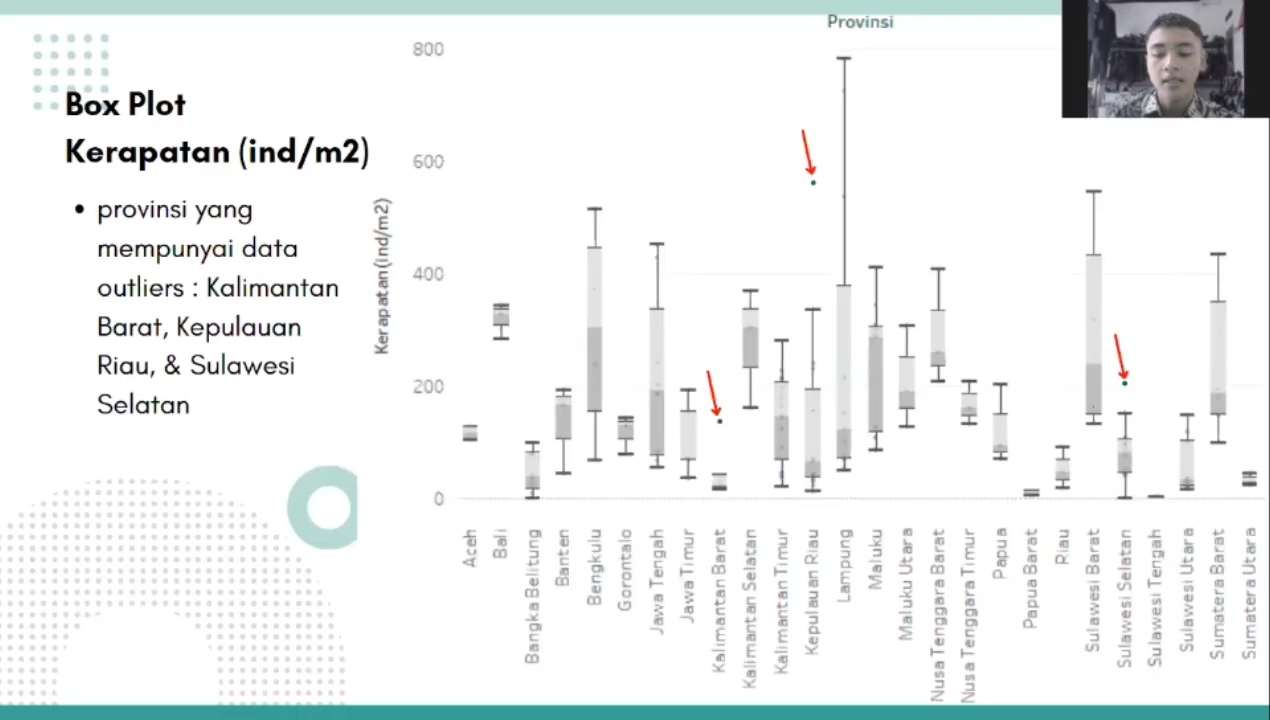 Box Plot
Kerapatan (ind/m2)
• provinsi yang
mempunyai data
outliers : Kalimantan
Barat, Kepulauan
Riau, & Sulawesi
Selatan
Provinsi
Kerapatan(ind/m2)
800
600
400
200
0
Aceh
Bali
Bangka Belitung
Banten
Bengkulu
Gorontalo
Jawa Tengah
Jawa Timur
Kalimantan Barat
Kalimantan Selatan
Kalimantan Timur
Kepulauan Riau
Lampung
Maluku
Maluku Utara
Nusa Tenggara Barat
Nusa Tenggara Timur
Papua
Papua Barat
Riau
Sulawesi Barat
Sulawesi Selatan
Sulawesi Tengah
Sulawesi Utara
Sumatera Barat
Sumatera Utara